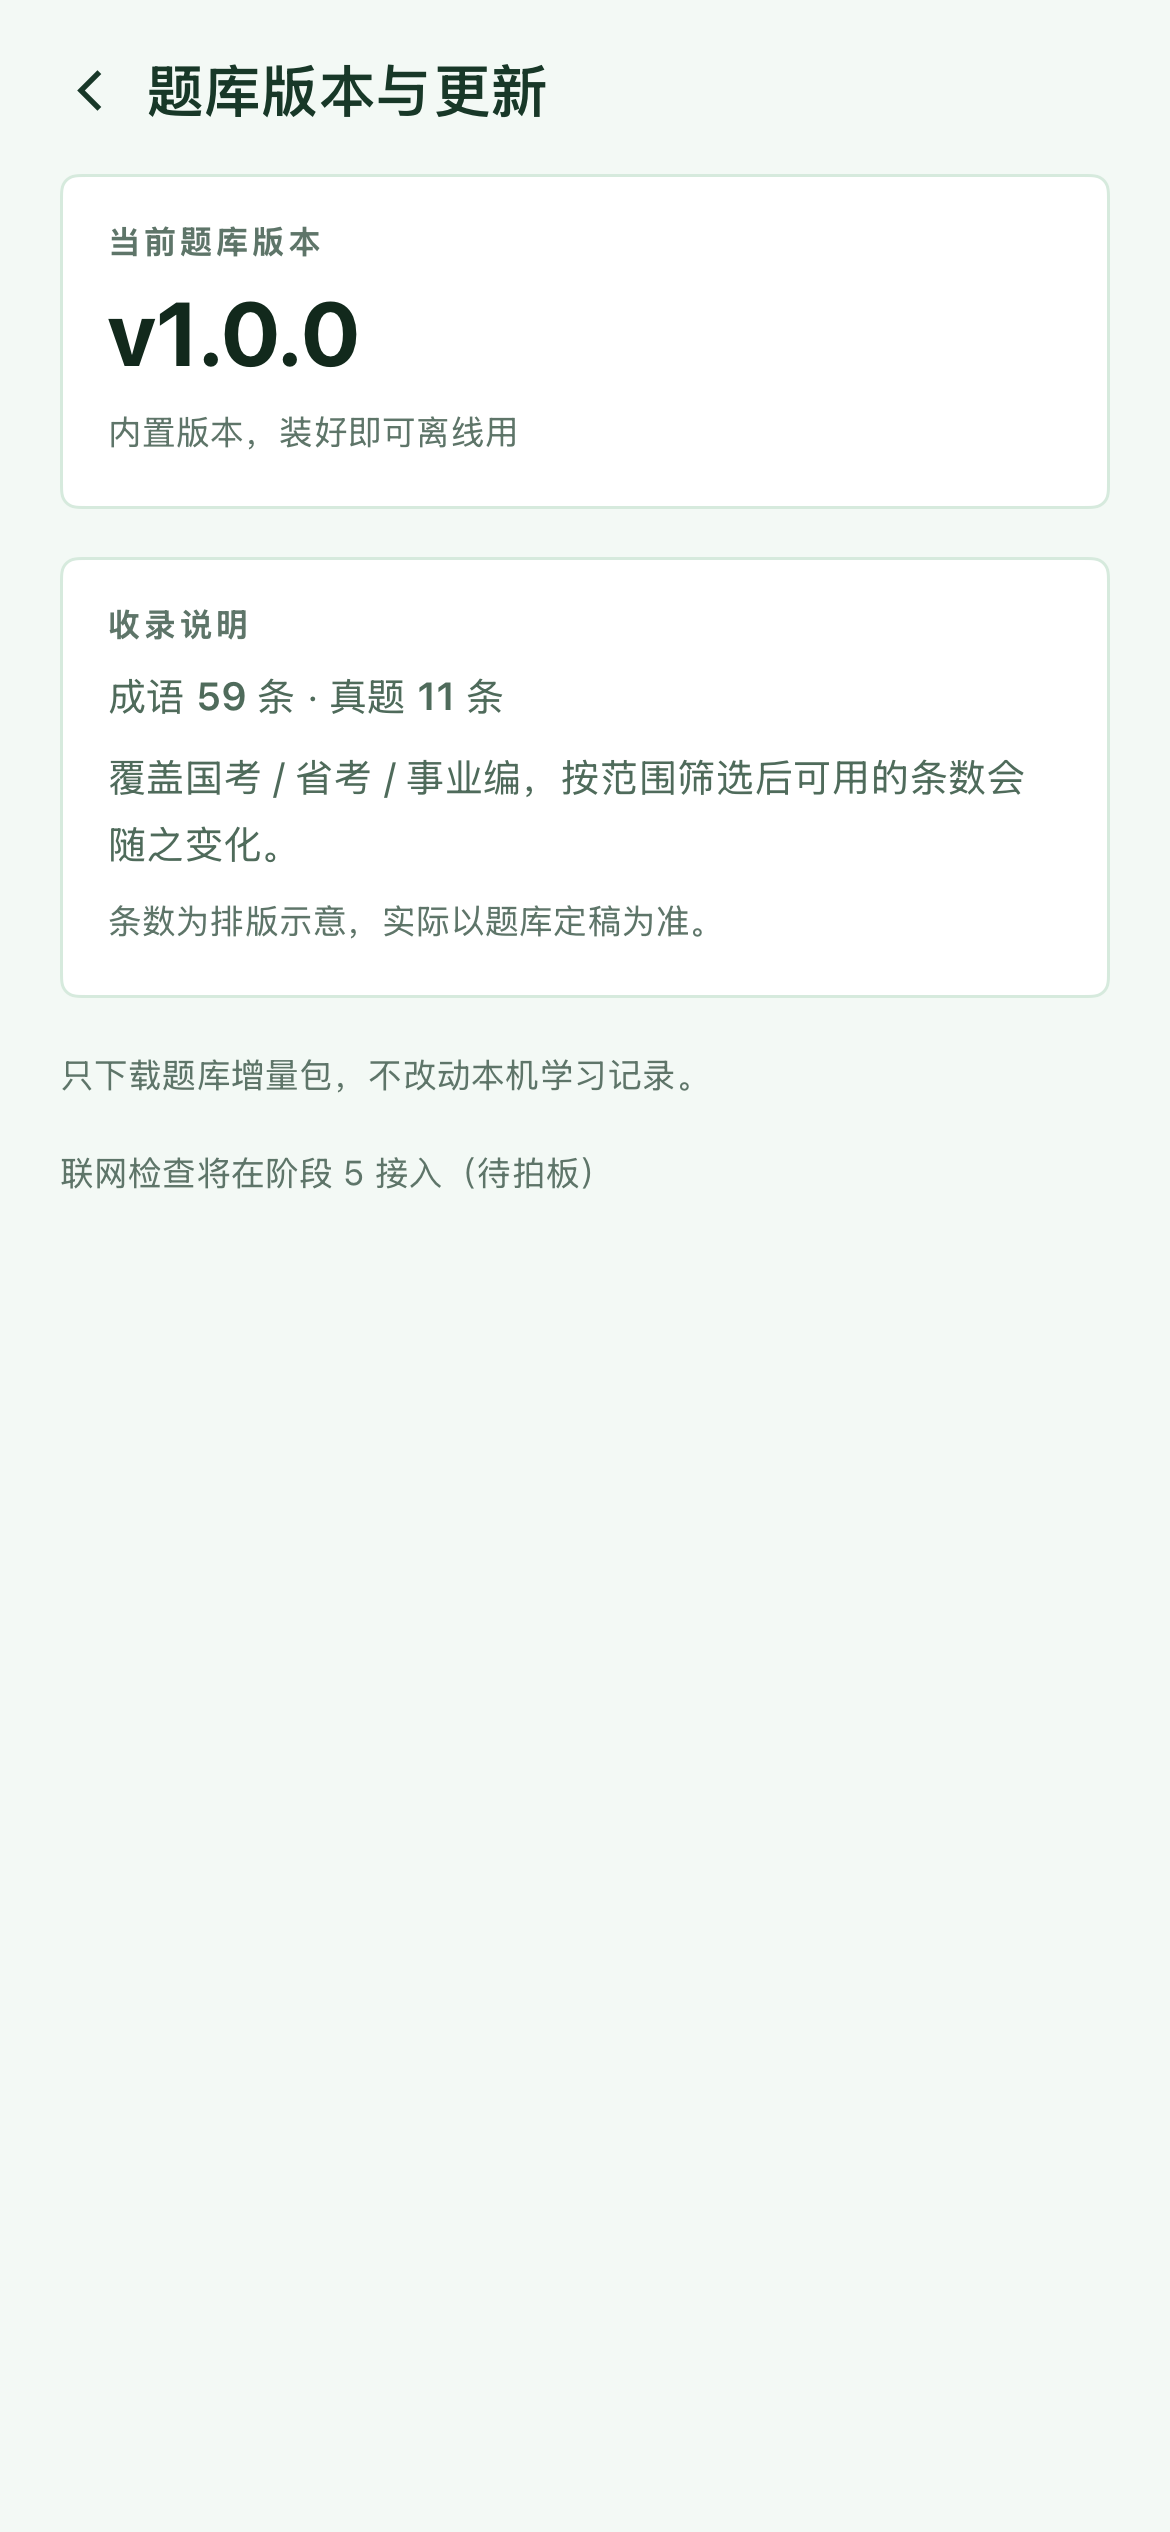 题库版本与更新
当前题库版本
v1.0.0
内置版本，装好即可离线用
收录说明
成语 59 条 · 真题 11 条
覆盖国考 / 省考 / 事业编，按范围筛选后可用的条数会
随之变化。
条数为排版示意，实际以题库定稿为准。
只下载题库增量包，不改动本机学习记录。
联网检查将在阶段 5 接入（待拍板）